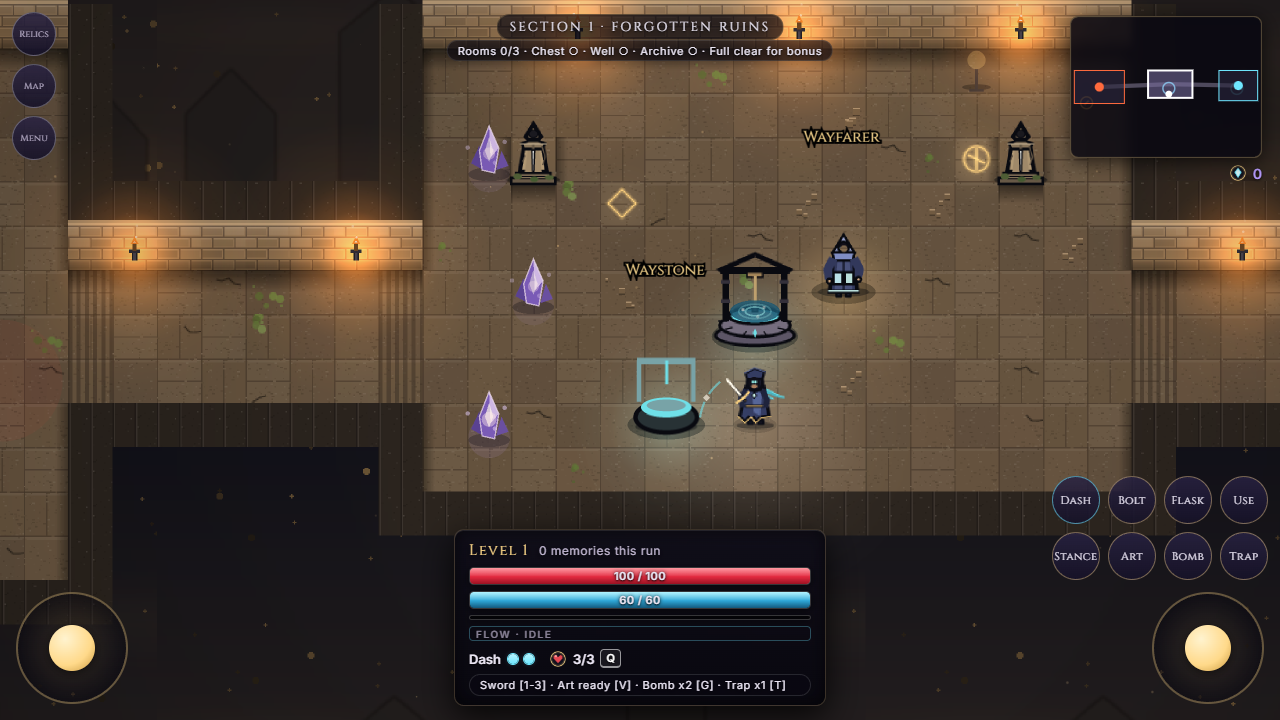 SECTION 1 · FORGOTTEN RUINS
Rooms 0/3 · Chest ○ · Well ○ · Archive ○ · Full clear for bonus
RELICS
MAP
MENU
0
WAYFARER
WAYSTONE
DASH
BOLT
FLASK
USE
STANCE
ART
BOMB
TRAP
LEVEL 1 0 memories this run
100 / 100
60 / 60
FLOW · IDLE
Dash 3/3 Q
Sword [1-3] · Art ready [V] · Bomb x2 [G] · Trap x1 [T]